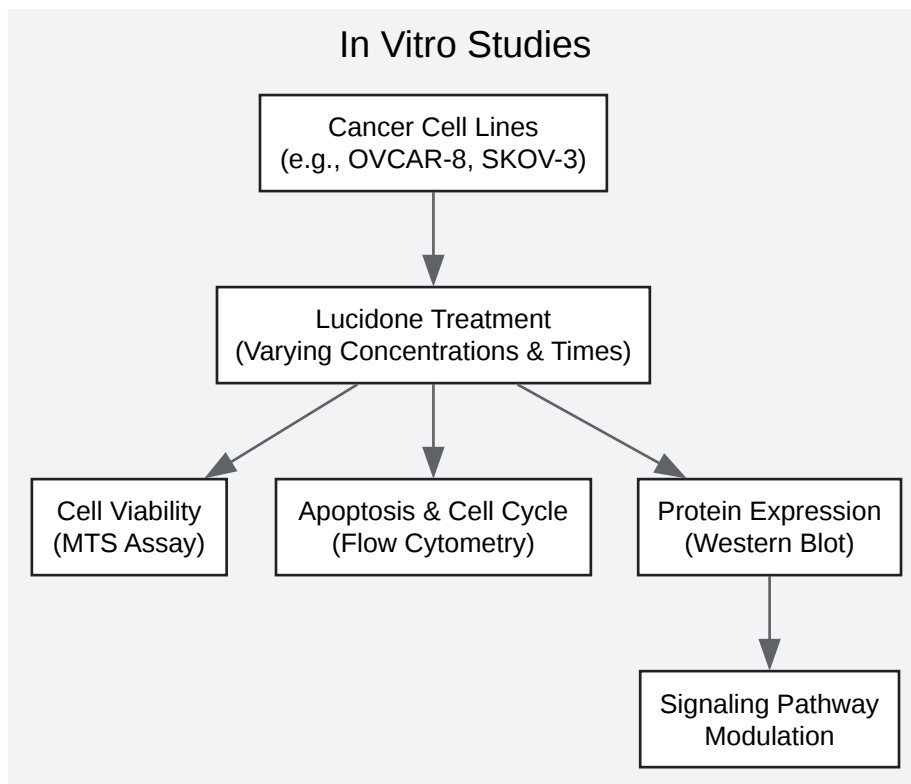 In Vitro Studies
Cancer Cell Lines
(e.g., OVCAR-8, SKOV-3)
Lucidone Treatment
(Varying Concentrations & Times)
Cell Viability
(MTS Assay)
Apoptosis & Cell Cycle
(Flow Cytometry)
Protein Expression
(Western Blot)
Signaling Pathway
Modulation